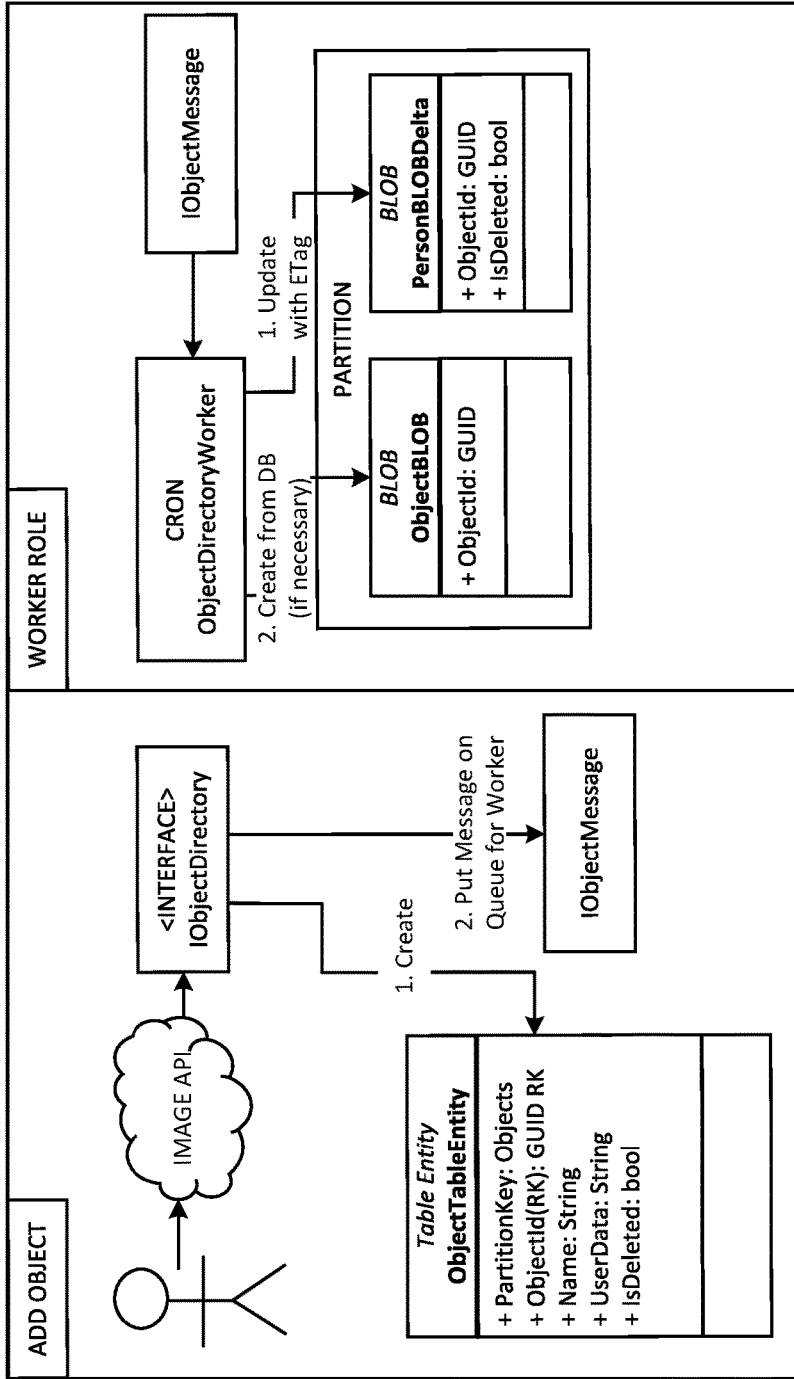 ADD OBJECT
IMAGE API
<INTERFACE>
IObjectDirectory
1. Create
2. Put Message on
Queue for Worker
Table Entity
ObjectTableEntity
+ PartitionKey: Objects
+ ObjectId(RK): GUID RK
+ Name: String
+ UserData: String
+ IsDeleted: bool
IObjectMessage
WORKER ROLE
CRON
ObjectDirectoryWorker
IObjectMessage
2. Create from DB
(if necessary)
1. Update
with ETag
PARTITION
BLOB
ObjectBLOB
+ ObjectId: GUID
BLOB
PersonBLOBDelta
+ ObjectId: GUID
+ IsDeleted: bool